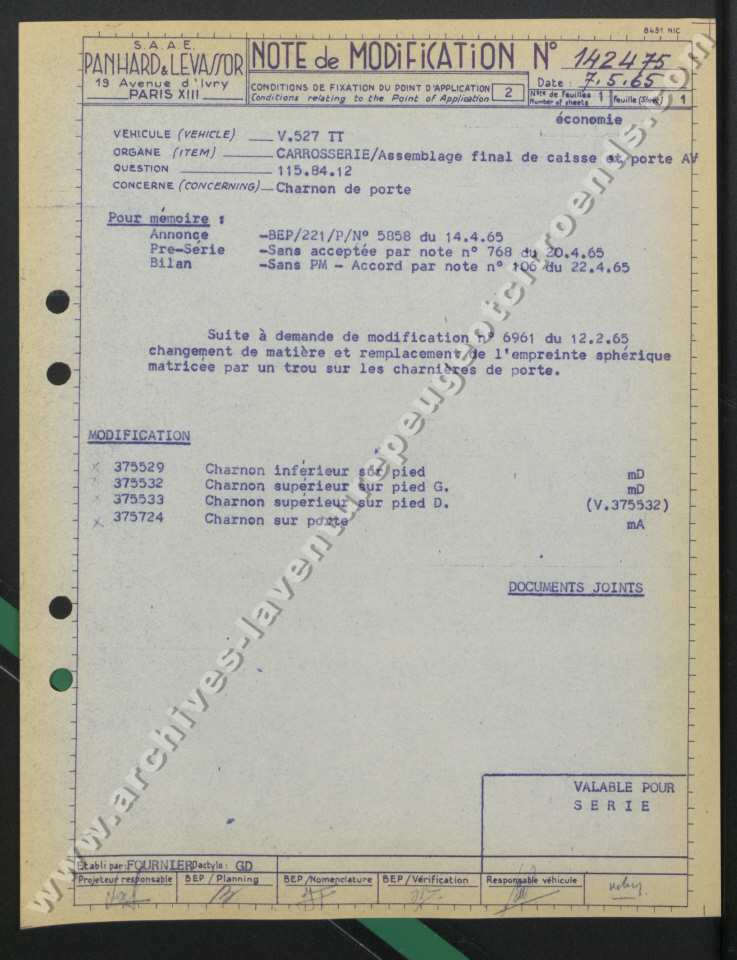 8431 NIC
S.A.A.E.
PANHARD & LEVASSOR
19 Avenue d'Ivry
PARIS XIII
NOTE de MODIFICATION N° 142475
CONDITIONS DE FIXATION DU POINT D'APPLICATION
Conditions relating to the Point of Application
2
Date : 7.5.65
Nbre de feuilles
Number of sheets
1
Feuille (Sheet) 1
économie
VÉHICULE (VEHICLE) V.527 TT
ORGANE (ITEM) CARROSSERIE/Assemblage final de caisse et porte AV
QUESTION 115.84.12
CONCERNE (CONCERNING) Charnon de porte
Pour mémoire :
Annonce -BEP/221/P/N° 5858 du 14.4.65
Pre-Série -Sans acceptée par note n° 768 du 20.4.65
Bilan -Sans PM - Accord par note n° 106 du 22.4.65
Suite à demande de modification n° 6961 du 12.2.65
changement de matière et remplacement de l'empreinte sphérique
matricée par un trou sur les charnières de porte.
MODIFICATION
x 375529 Charnon inférieur sur pied mD
x 375532 Charnon supérieur sur pied G. mD
x 375533 Charnon supérieur sur pied D. (V.375532)
x 375724 Charnon sur porte mA
DOCUMENTS JOINTS
VALABLE POUR
SERIE
Etabli par: FOURNIER Dactylo: GD
Projeteur responsable
BEP / Planning
BEP / Nomenclature
BEP / Vérification
Responsable véhicule
www.archives-laventurepeugeotcitroends.com